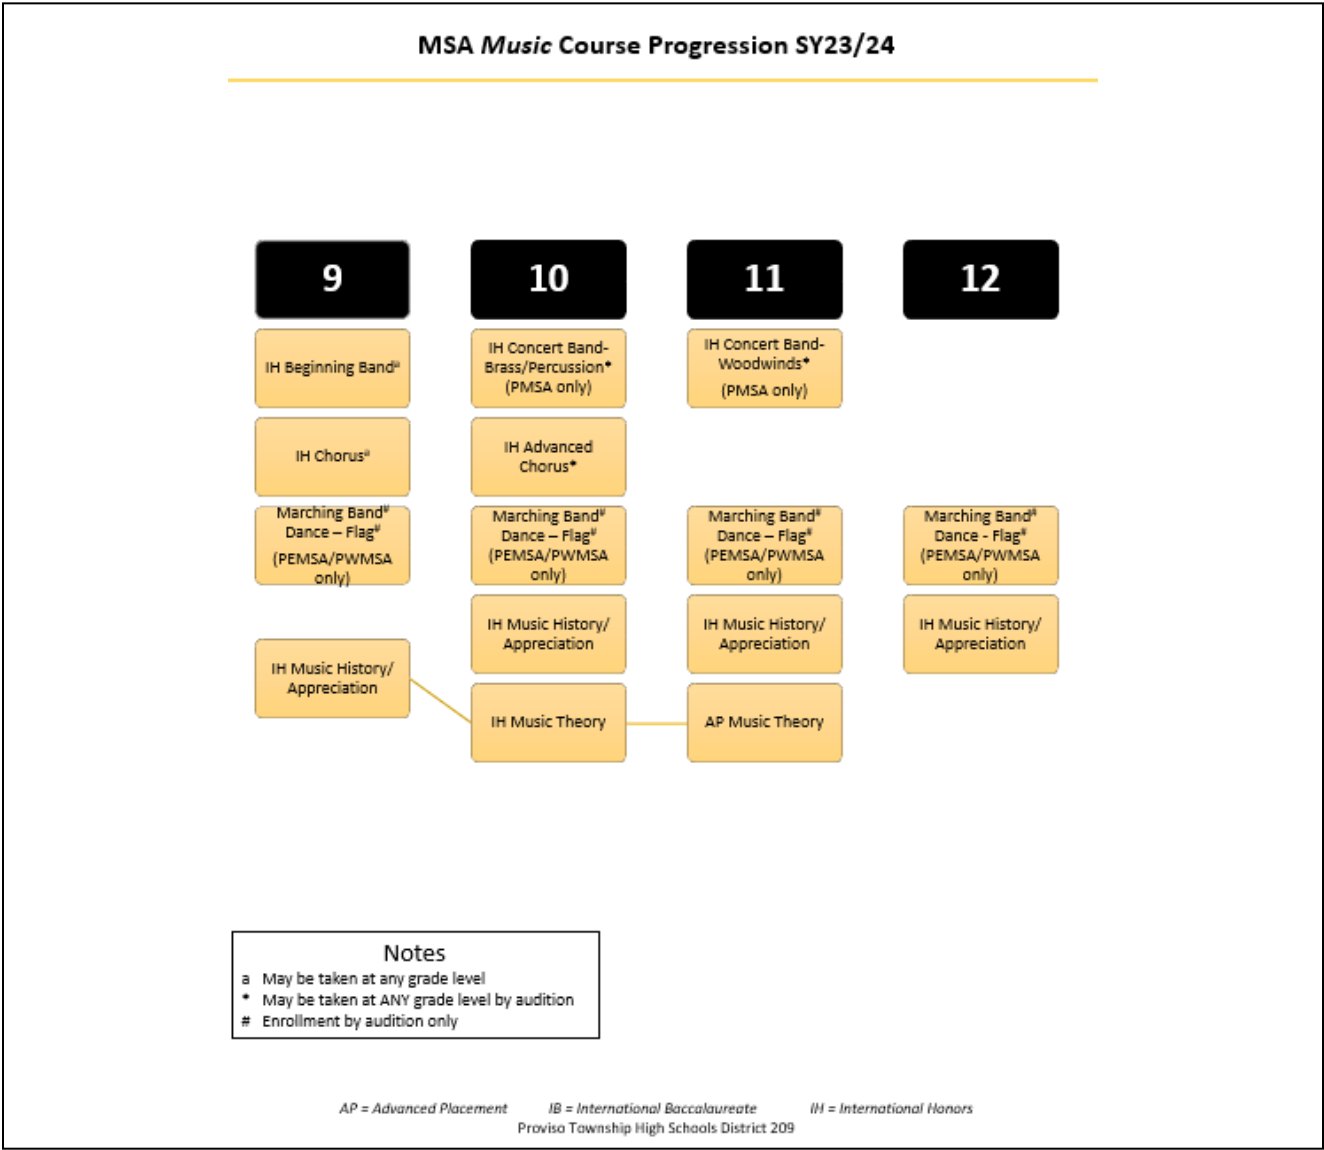 MSA Music Course Progression SY23/24
9
10
11
12
IH Beginning Bandª
IH Concert Band-
Brass/Percussion*
(PMSA only)
IH Concert Band-
Woodwinds*
(PMSA only)
IH Chorusª
IH Advanced
Chorus*
Marching Band#
Dance – Flag#
(PEMSA/PWMSA
only)
Marching Band#
Dance – Flag#
(PEMSA/PWMSA
only)
Marching Band#
Dance – Flag#
(PEMSA/PWMSA
only)
Marching Band#
Dance - Flag#
(PEMSA/PWMSA
only)
IH Music History/
Appreciation
IH Music History/
Appreciation
IH Music History/
Appreciation
IH Music History/
Appreciation
IH Music Theory
AP Music Theory
Notes
a May be taken at any grade level
* May be taken at ANY grade level by audition
# Enrollment by audition only
AP = Advanced Placement IB = International Baccalaureate IH = International Honors
Proviso Township High Schools District 209